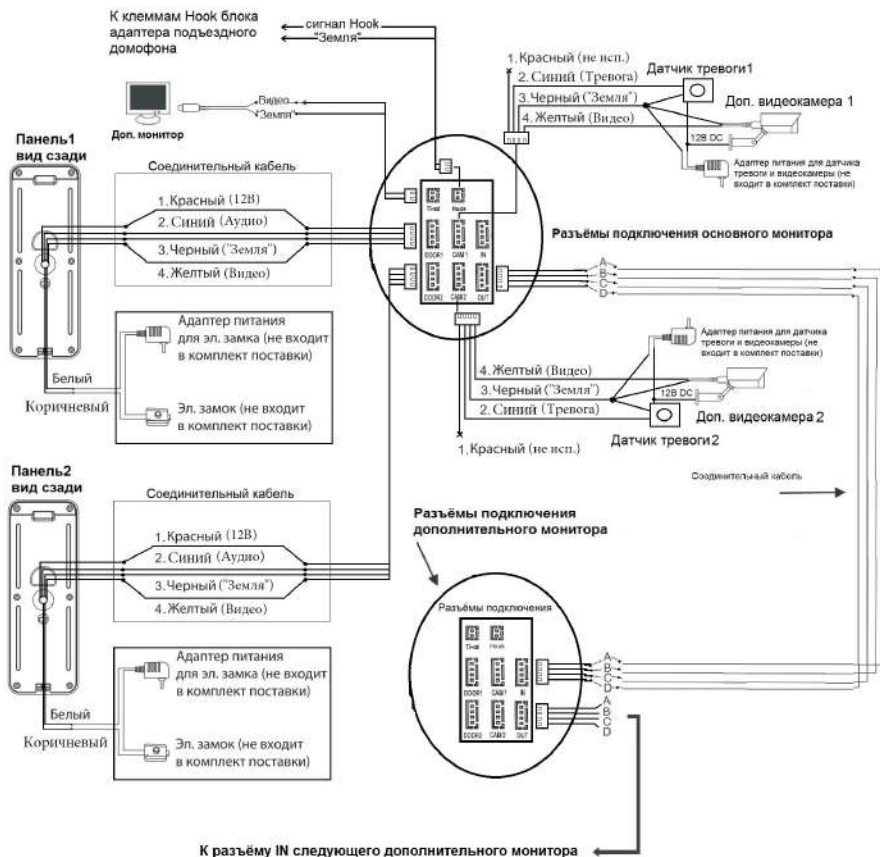 К клеммам Hook блока
адаптера подъездного
домофона
сигнал Hook
"Земля"
Видео
"Земля"
Доп. монитор
1. Красный (не исп.)
2. Синий (Тревога)
3. Черный ("Земля")
4. Желтый (Видео)
Датчик тревоги1
Доп. видеокамера 1
12В DC
Адаптер питания для датчика
тревоги и видеокамеры (не
входит в комплект поставки)
Панель1
вид сзади
Соединительный кабель
1. Красный (12В)
2. Синий (Аудио)
3. Черный ("Земля")
4. Желтый (Видео)
Hook
DOOR1 CAM 1 IN
DOOR2 CAM2 OUT
Разъёмы подключения основного монитора
A
B
C
D
Адаптер питания
для эл. замка (не входит
в комплект поставки)
Белый
Коричневый
Эл. замок (не входит
в комплект поставки)
Адаптер питания для датчика
тревоги и видеокамеры (не
входит в комплект поставки)
4. Желтый (Видео)
3. Черный ("Земля")
2. Синий (Тревога)
1. Красный (не исп.)
12В DC
Доп. видеокамера 2
Датчик тревоги2
Соединительный кабель
Панель2
вид сзади
Соединительный кабель
1. Красный (12В)
2. Синий (Аудио)
3. Черный ("Земля")
4. Желтый (Видео)
Разъёмы подключения
дополнительного монитора
Разъёмы подключения
Hook
DOOR1 CAM1 IN
DOOR2 CAM2 OUT
A
B
C
D
A
B
C
D
Адаптер питания
для эл. замка (не входит
в комплект поставки)
Белый
Коричневый
Эл. замок (не входит
в комплект поставки)
К разъёму IN следующего дополнительного монитора